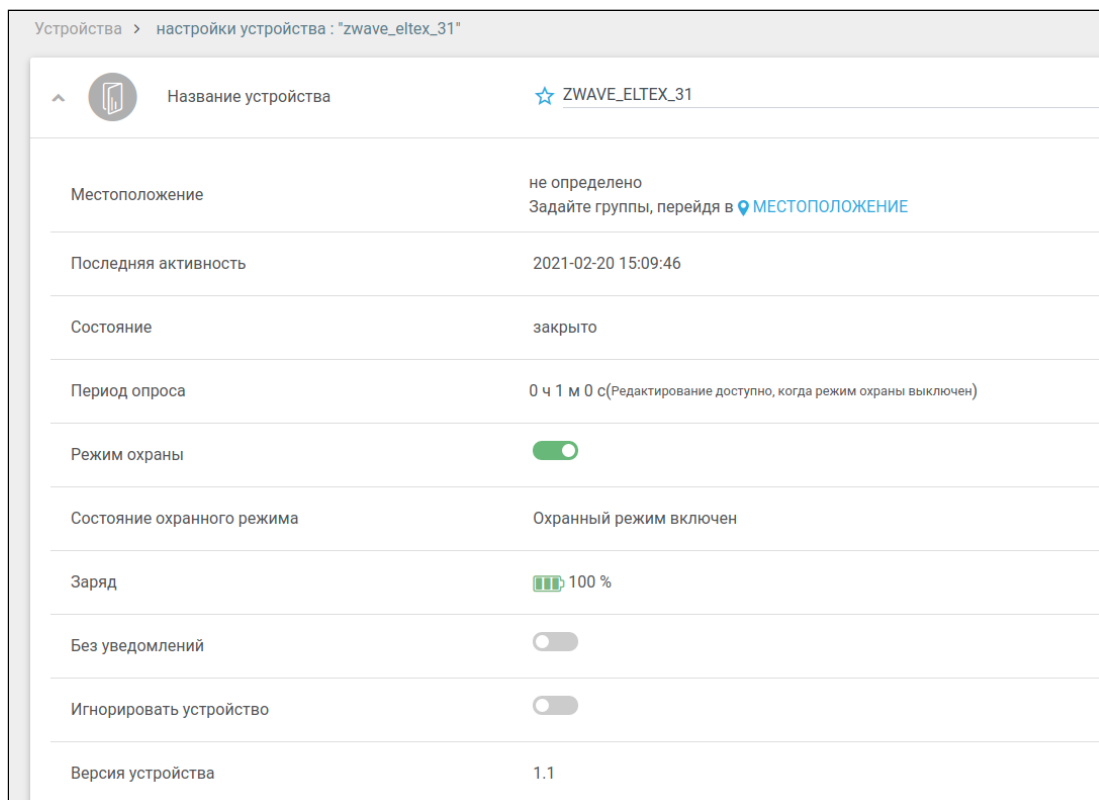 Устройства > настройки устройства : "zwave_eltex_31"
Название устройства ZWAVE_ELTEX_31
Местоположение не определено
Задайте группы, перейдя в МЕСТОПОЛОЖЕНИЕ
Последняя активность 2021-02-20 15:09:46
Состояние закрыто
Период опроса 0 ч 1 м 0 с(Редактирование доступно, когда режим охраны выключен)
Режим охраны
Состояние охранного режима Охранный режим включен
Заряд 100 %
Без уведомлений
Игнорировать устройство
Версия устройства 1.1